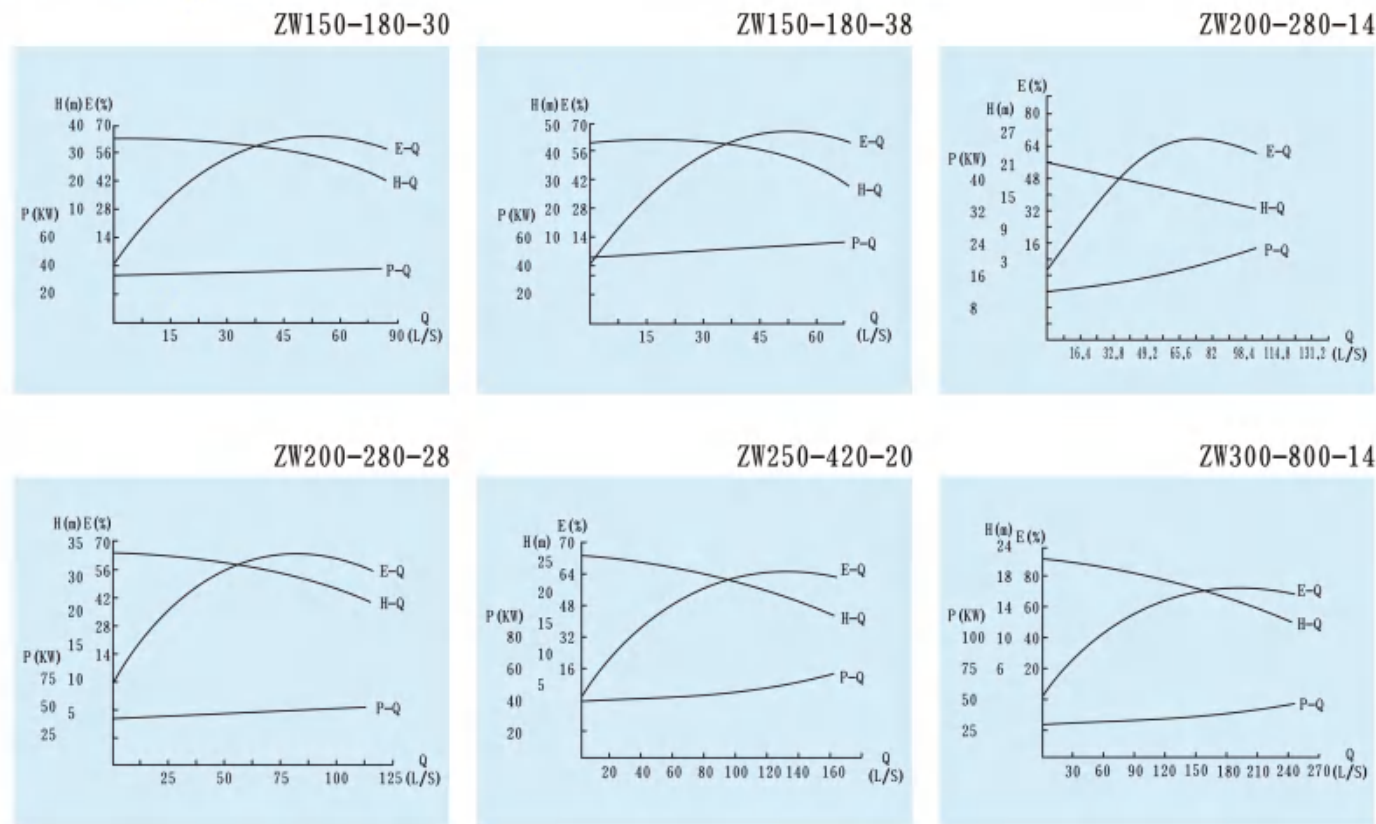 ZW150-180-30
H(m) E(%)
40 70
30 56
20 42
10 28
P(KW)
60 14
40
20
E-Q
H-Q
P-Q
Q
15 30 45 60 90 (L/S)
ZW150-180-38
H(m) E(%)
50 70
40 56
30 42
P(KW) 20 28
60 10 14
40
20
E-Q
H-Q
P-Q
Q
15 30 45 60 (L/S)
ZW200-280-14
E(%)
H(m) 80
27
64
P(KW) 21
40 48
15
32 32
9
24 16
3
16
8
E-Q
H-Q
P-Q
Q
16.4 32.8 49.2 65.6 82 98.4 114.8 131.2 (L/S)
ZW200-280-28
H(m) E(%)
35 70
30 56
42
20
28
15
P(KW) 14
75 10
50 5
25
E-Q
H-Q
P-Q
Q
25 50 75 100 125 (L/S)
ZW250-420-20
E(%)
H(m) 70
25
64
20
48
P(KW) 15
80 32
10
60 16
5
40
20
E-Q
H-Q
P-Q
Q
20 40 60 80 100 120 140 160 (L/S)
ZW300-800-14
H(m) E(%)
24
18 80
14 60
P(KW)
100 10 40
75 6 20
50
25
E-Q
H-Q
P-Q
Q
30 60 90 120 150 180 210 240 270 (L/S)